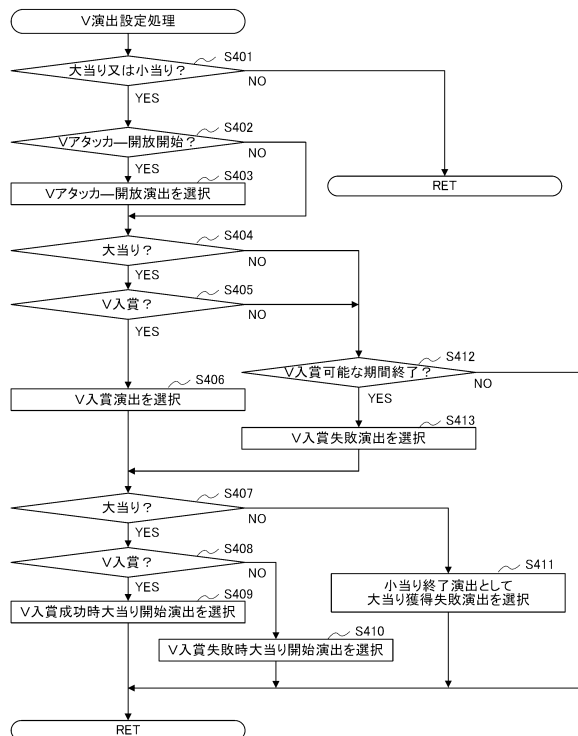 V演出設定処理
S401
大当り又は小当り？
NO
YES
S402
Vアタッカー開放開始？
NO
YES
S403
Vアタッカー開放演出を選択
RET
S404
大当り？
NO
YES
S405
V入賞？
NO
YES
S412
V入賞可能な期間終了？
NO
YES
S406
V入賞演出を選択
S413
V入賞失敗演出を選択
S407
大当り？
NO
YES
S408
V入賞？
NO
YES
S411
小当り終了演出として
大当り獲得失敗演出を選択
S409
V入賞成功時大当り開始演出を選択
S410
V入賞失敗時大当り開始演出を選択
RET